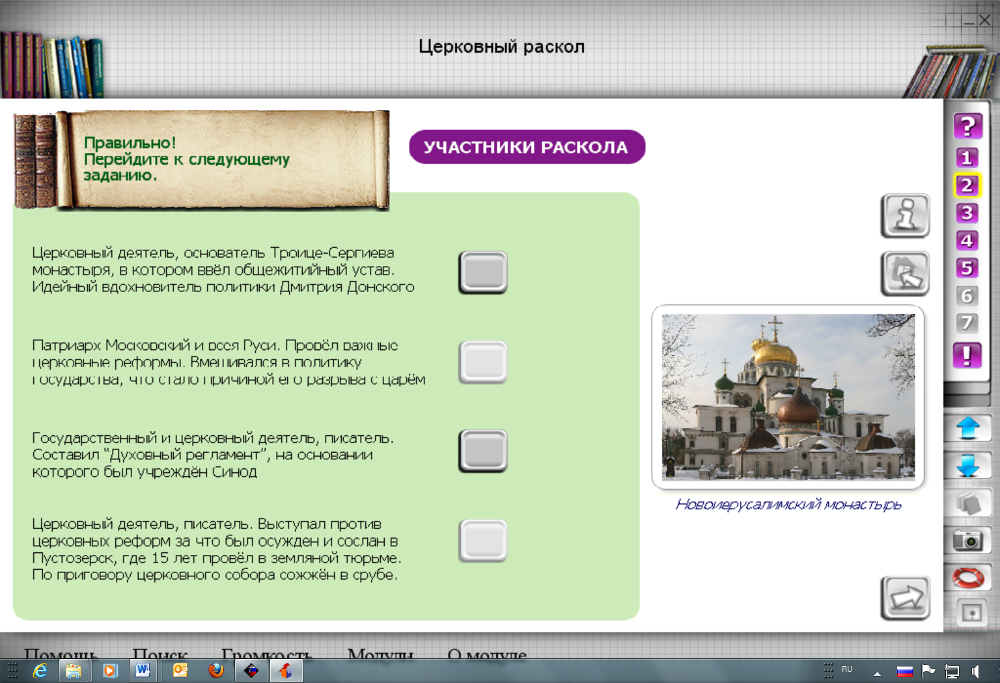 Церковный раскол
Правильно!
Перейдите к следующему
заданию.
УЧАСТНИКИ РАСКОЛА
?
1
2
3
4
5
6
7
!
Церковный деятель, основатель Троице-Сергиева
монастыря, в котором ввёл общежитийный устав.
Идейный вдохновитель политики Дмитрия Донского
Патриарх Московский и всея Руси. Провёл важные
церковные реформы. Вмешивался в политику
государства, что стало причиной его разрыва с царём
Государственный и церковный деятель, писатель.
Составил “Духовный регламент”, на основании
которого был учреждён Синод
Церковный деятель, писатель. Выступал против
церковных реформ за что был осужден и сослан в
Пустозерск, где 15 лет провёл в земляной тюрьме.
По приговору церковного собора сожжён в срубе.
Новоиерусалимский монастырь
Помощь Поиск Громкость Модули О модуле
RU